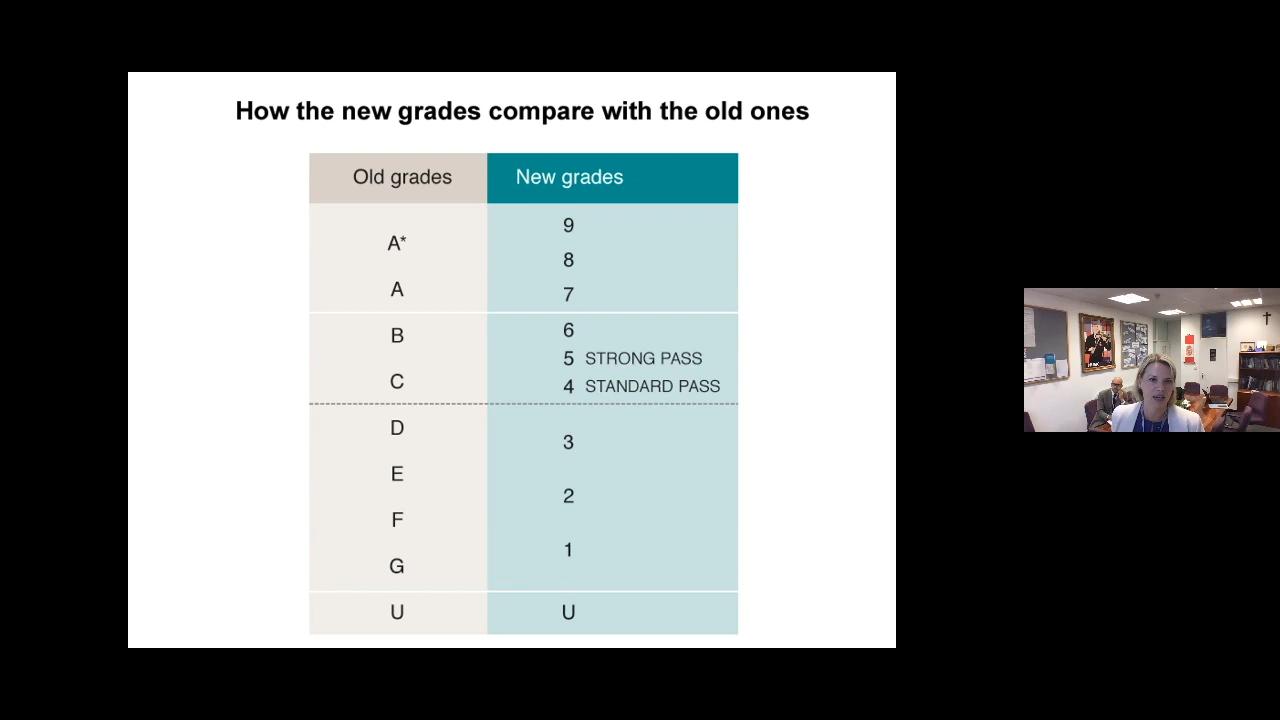 How the new grades compare with the old ones
Old grades
New grades
A*
A
9
8
7
B
C
6
5 STRONG PASS
4 STANDARD PASS
D
E
F
G
3
2
1
U
U